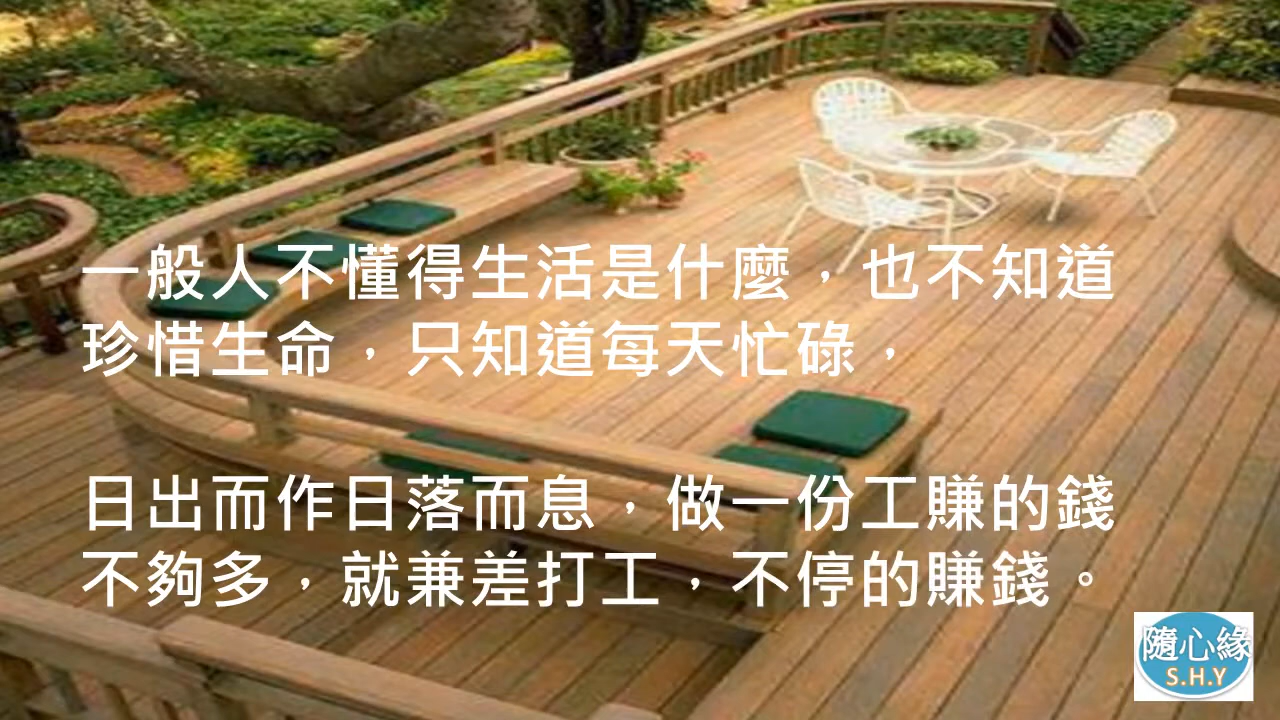 一般人不懂得生活是什麼，也不知道
珍惜生命，只知道每天忙碌，
日出而作日落而息，做一份工賺的錢
不夠多，就兼差打工，不停的賺錢。
隨心緣
S.H.Y